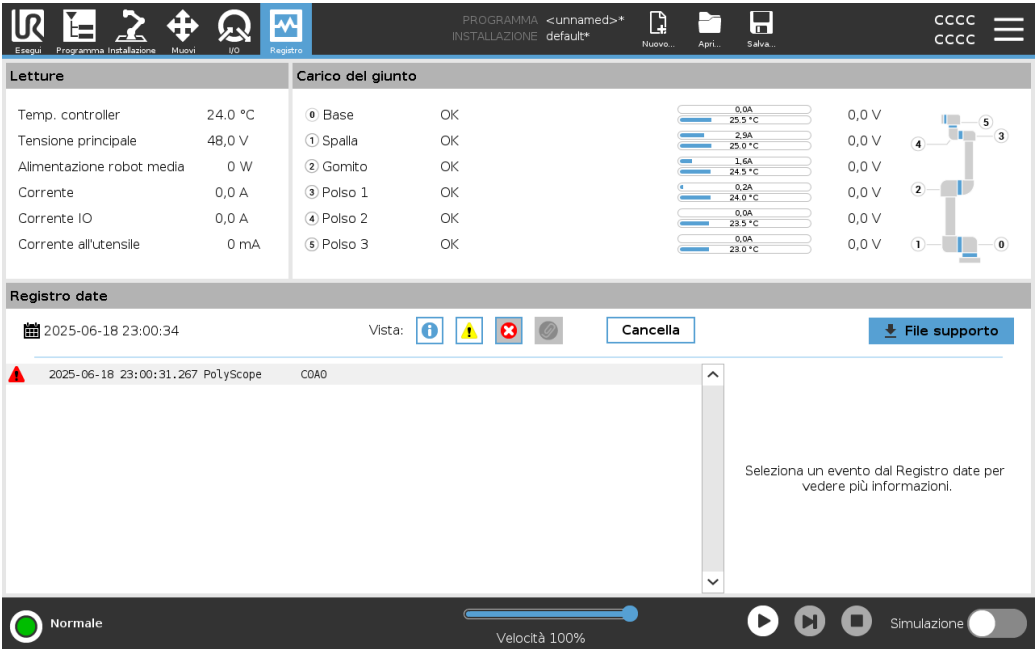 PROGRAMMA <unnamed>*
INSTALLAZIONE default*
CCCC
CCCC
UR
Esegui Programma Installazione Muovi I/O Registro Nuovo... Apri... Salva...
Letture
Temp. controller 24.0 °C
Tensione principale 48,0 V
Alimentazione robot media 0 W
Corrente 0,0 A
Corrente IO 0,0 A
Corrente all'utensile 0 mA
Carico del giunto
0 Base OK 0,0A 25.5 °C 0,0 V
1 Spalla OK 2,9A 25.0 °C 0,0 V
2 Gomito OK 1,6A 24.5 °C 0,0 V
3 Polso 1 OK 0,2A 24.0 °C 0,0 V
4 Polso 2 OK 0,0A 23.5 °C 0,0 V
5 Polso 3 OK 0,0A 23.0 °C 0,0 V
5
3
4
2
1 0
Registro date
2025-06-18 23:00:34 Vista: Cancella File supporto
2025-06-18 23:00:31.267 PolyScope C0A0
Seleziona un evento dal Registro date per
vedere più informazioni.
Normale
Velocità 100%
Simulazione